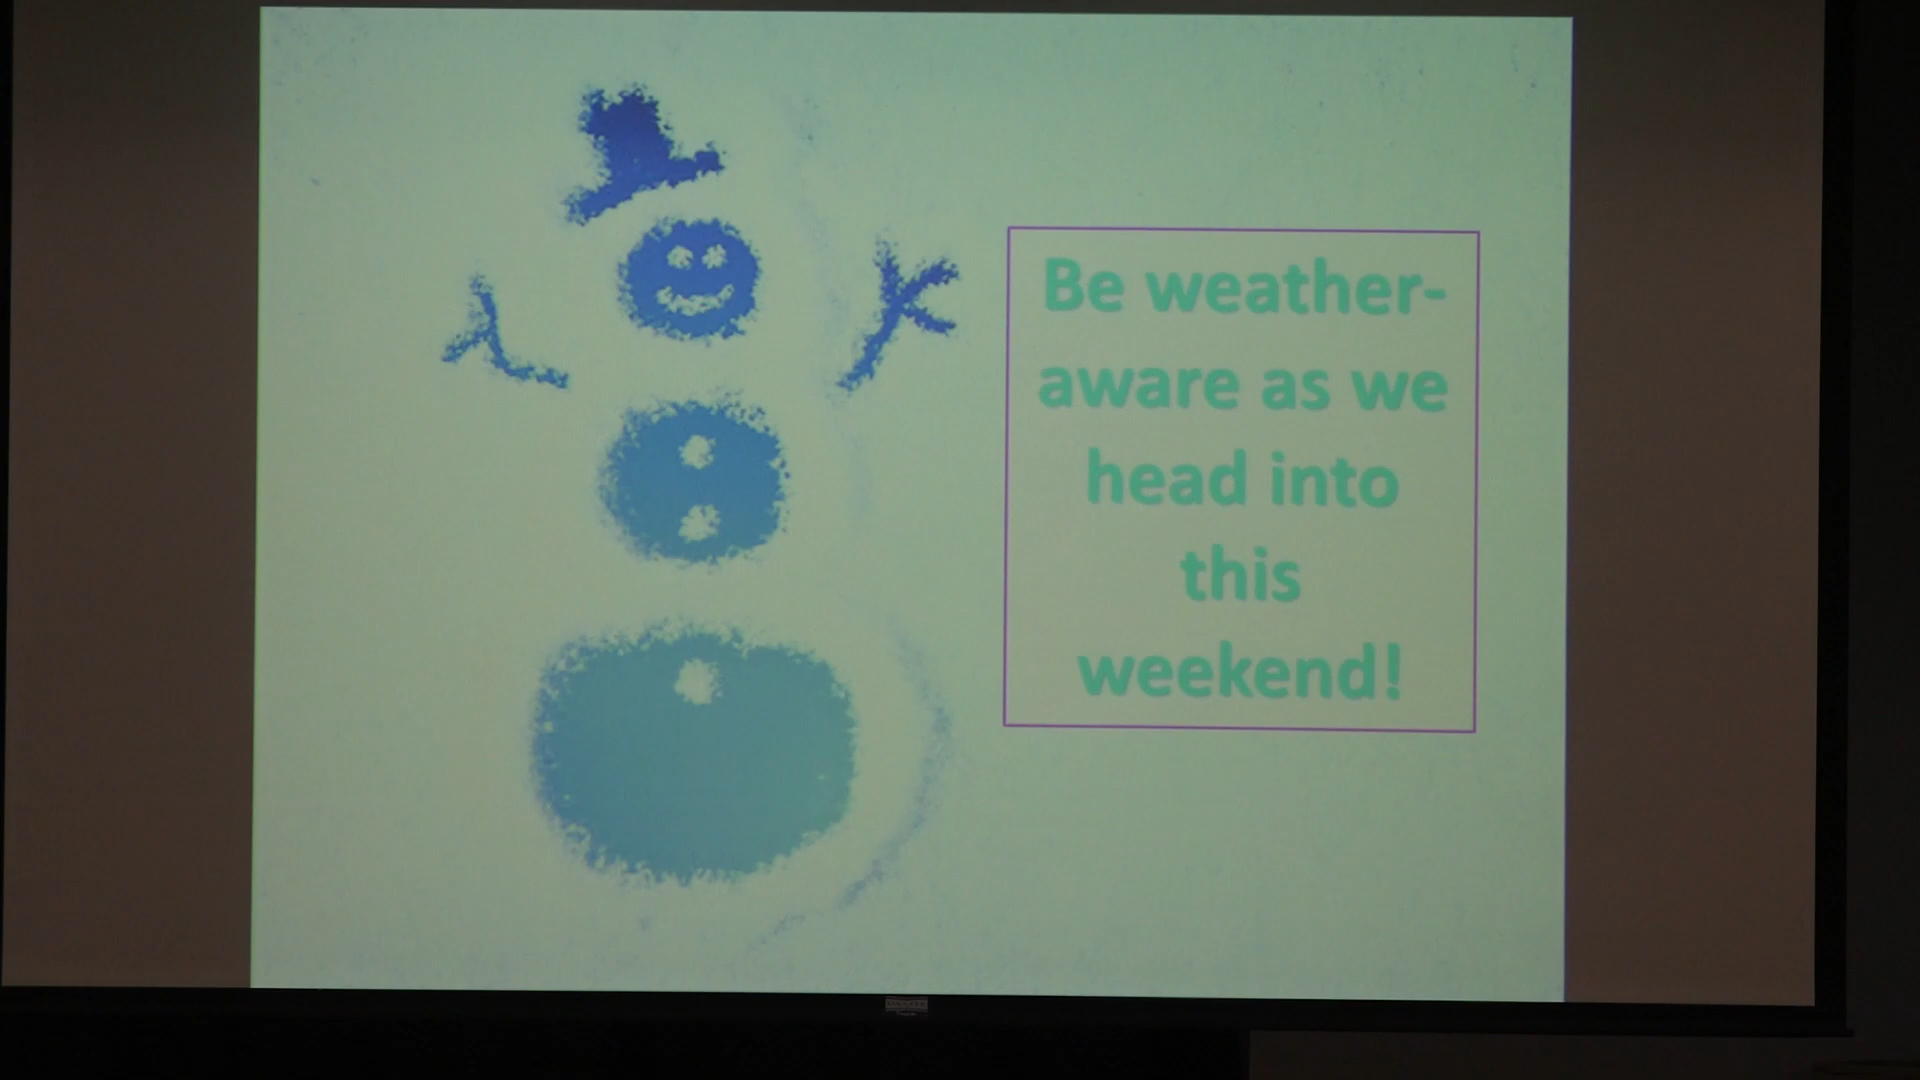 Be weather-
aware as we
head into
this
weekend!